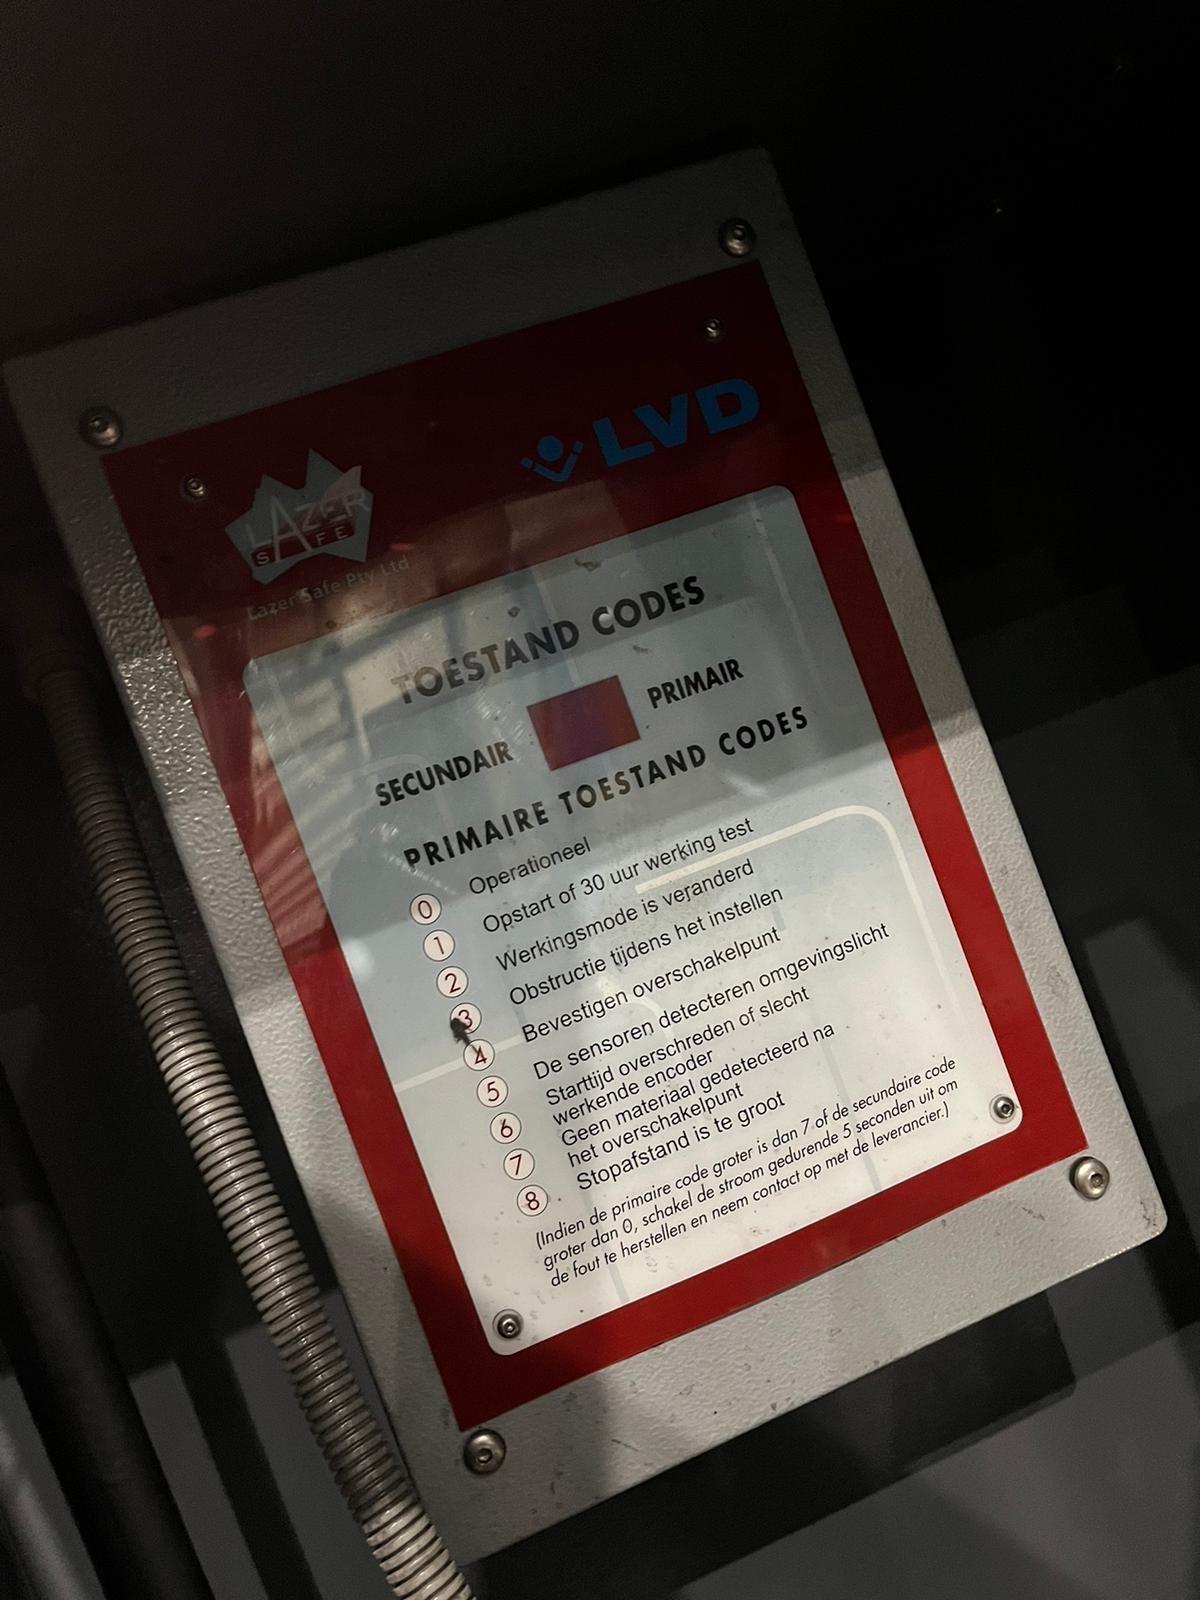 LVD
LAZER
SAFE
Lazer Safe Pty Ltd
TOESTAND CODES
SECUNDAIR
PRIMAIR
PRIMAIRE TOESTAND CODES
0 Operationeel
1 Opstart of 30 uur werking test
2 Werkingsmode is veranderd
3 Obstructie tijdens het instellen
4 Bevestigen overschakelpunt
5 De sensoren detecteren omgevingslicht
6 Starttijd overschreden of slecht
werkende encoder
7 Geen materiaal gedetecteerd na
het overschakelpunt
8 Stopafstand is te groot
(Indien de primaire code groter is dan 7 of de secundaire code
groter dan 0, schakel de stroom gedurende 5 seconden uit om
de fout te herstellen en neem contact op met de leverancier.)